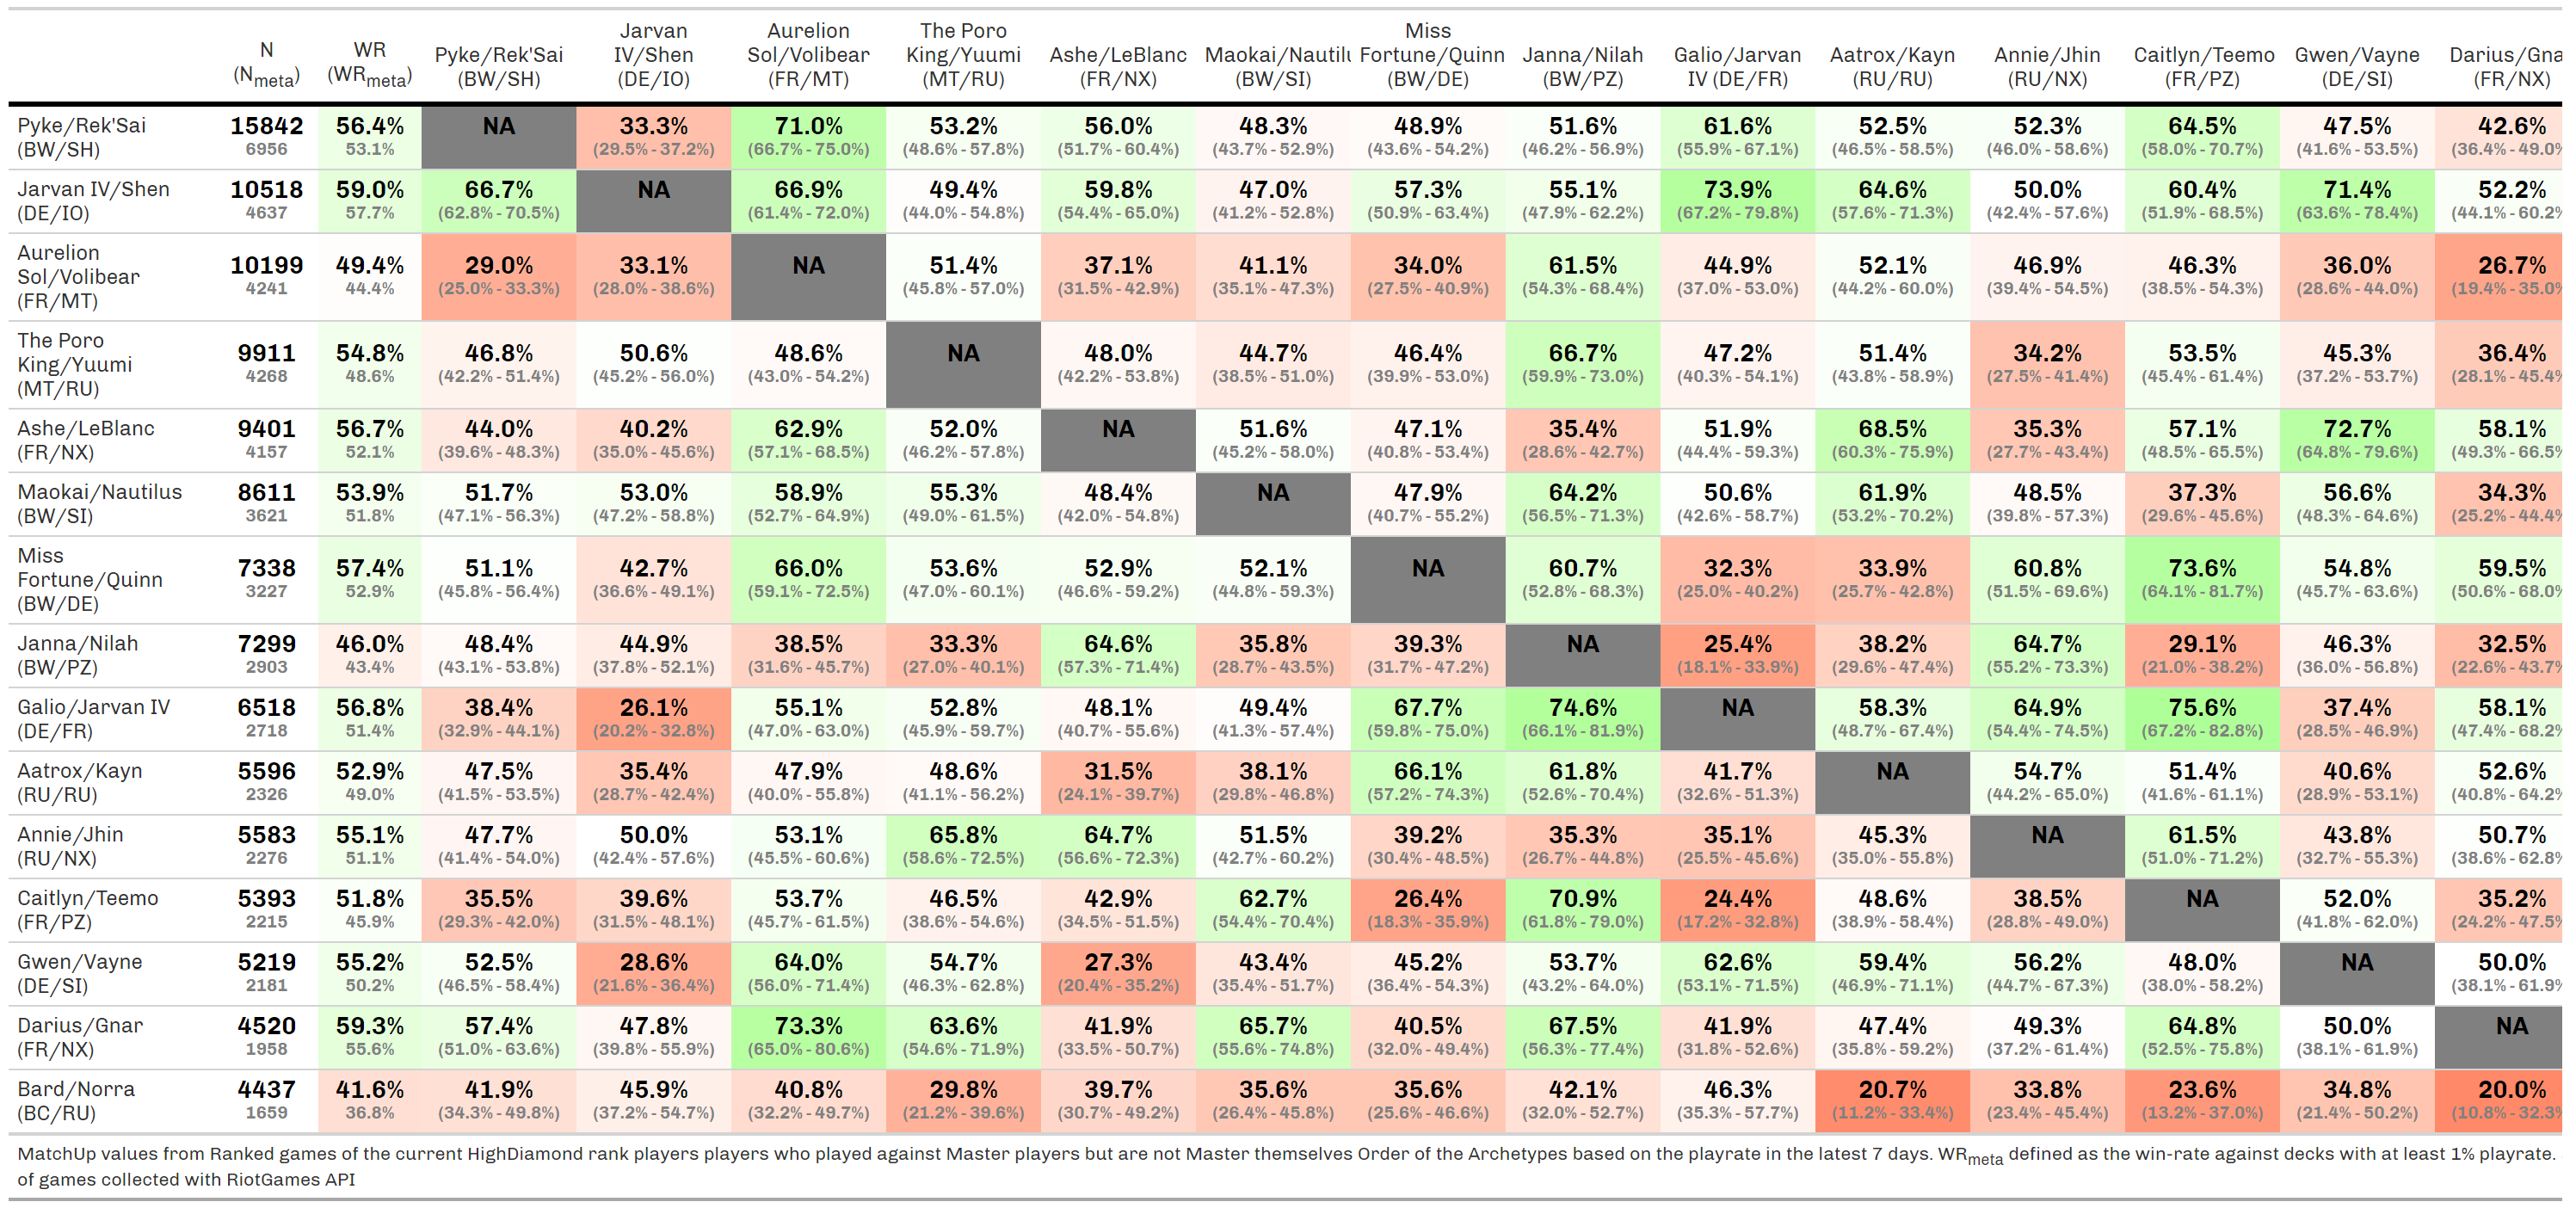 N (N_meta) WR (WR_meta) Pyke/Rek'Sai (BW/SH) Jarvan IV/Shen (DE/IO) Aurelion Sol/Volibear (FR/MT) The Poro King/Yuumi (MT/RU) Ashe/LeBlanc (FR/NX) Maokai/Nautilu (BW/SI) Miss Fortune/Quinn (BW/DE) Janna/Nilah (BW/PZ) Galio/Jarvan IV (DE/FR) Aatrox/Kayn (RU/RU) Annie/Jhin (RU/NX) Caitlyn/Teemo (FR/PZ) Gwen/Vayne (DE/SI) Darius/Gna (FR/NX)
Pyke/Rek'Sai 15842 56.4% NA 33.3% 71.0% 53.2% 56.0% 48.3% 48.9% 51.6% 61.6% 52.5% 52.3% 64.5% 47.5% 42.6%
(BW/SH) 6956 53.1% (29.5% - 37.2%) (66.7% - 75.0%) (48.6% - 57.8%) (51.7% - 60.4%) (43.7% - 52.9%) (43.6% - 54.2%) (46.2% - 56.9%) (55.9% - 67.1%) (46.5% - 58.5%) (46.0% - 58.6%) (58.0% - 70.7%) (41.6% - 53.5%) (36.4% - 49.0%
Jarvan IV/Shen 10518 59.0% 66.7% NA 66.9% 49.4% 59.8% 47.0% 57.3% 55.1% 73.9% 64.6% 50.0% 60.4% 71.4% 52.2%
(DE/IO) 4637 57.7% (62.8% - 70.5%) (61.4% - 72.0%) (44.0% - 54.8%) (54.4% - 65.0%) (41.2% - 52.8%) (50.9% - 63.4%) (47.9% - 62.2%) (67.2% - 79.8%) (57.6% - 71.3%) (42.4% - 57.6%) (51.9% - 68.5%) (63.6% - 78.4%) (44.1% - 60.2%
Aurelion
Sol/Volibear 10199 49.4% 29.0% 33.1% NA 51.4% 37.1% 41.1% 34.0% 61.5% 44.9% 52.1% 46.9% 46.3% 36.0% 26.7%
(FR/MT) 4241 44.4% (25.0% - 33.3%) (28.0% - 38.6%) (45.8% - 57.0%) (31.5% - 42.9%) (35.1% - 47.3%) (27.5% - 40.9%) (54.3% - 68.4%) (37.0% - 53.0%) (44.2% - 60.0%) (39.4% - 54.5%) (38.5% - 54.3%) (28.6% - 44.0%) (19.4% - 35.0%
The Poro
King/Yuumi 9911 54.8% 46.8% 50.6% 48.6% NA 48.0% 44.7% 46.4% 66.7% 47.2% 51.4% 34.2% 53.5% 45.3% 36.4%
(MT/RU) 4268 48.6% (42.2% - 51.4%) (45.2% - 56.0%) (43.0% - 54.2%) (42.2% - 53.8%) (38.5% - 51.0%) (39.9% - 53.0%) (59.9% - 73.0%) (40.3% - 54.1%) (43.8% - 58.9%) (27.5% - 41.4%) (45.4% - 61.4%) (37.2% - 53.7%) (28.1% - 45.4%
Ashe/LeBlanc 9401 56.7% 44.0% 40.2% 62.9% 52.0% NA 51.6% 47.1% 35.4% 51.9% 68.5% 35.3% 57.1% 72.7% 58.1%
(FR/NX) 4157 52.1% (39.6% - 48.3%) (35.0% - 45.6%) (57.1% - 68.5%) (46.2% - 57.8%) (45.2% - 58.0%) (40.8% - 53.4%) (28.6% - 42.7%) (44.4% - 59.3%) (60.3% - 75.9%) (27.7% - 43.4%) (48.5% - 65.5%) (64.8% - 79.6%) (49.3% - 66.5%
Maokai/Nautilus 8611 53.9% 51.7% 53.0% 58.9% 55.3% 48.4% NA 47.9% 64.2% 50.6% 61.9% 48.5% 37.3% 56.6% 34.3%
(BW/SI) 3621 51.8% (47.1% - 56.3%) (47.2% - 58.8%) (52.7% - 64.9%) (49.0% - 61.5%) (42.0% - 54.8%) (40.7% - 55.2%) (56.5% - 71.3%) (42.6% - 58.7%) (53.2% - 70.2%) (39.8% - 57.3%) (29.6% - 45.6%) (48.3% - 64.6%) (25.2% - 44.4%
Miss
Fortune/Quinn 7338 57.4% 51.1% 42.7% 66.0% 53.6% 52.9% 52.1% NA 60.7% 32.3% 33.9% 60.8% 73.6% 54.8% 59.5%
(BW/DE) 3227 52.9% (45.8% - 56.4%) (36.6% - 49.1%) (59.1% - 72.5%) (47.0% - 60.1%) (46.6% - 59.2%) (44.8% - 59.3%) (52.8% - 68.3%) (25.0% - 40.2%) (25.7% - 42.8%) (51.5% - 69.6%) (64.1% - 81.7%) (45.7% - 63.6%) (50.6% - 68.0%
Janna/Nilah 7299 46.0% 48.4% 44.9% 38.5% 33.3% 64.6% 35.8% 39.3% NA 25.4% 38.2% 64.7% 29.1% 46.3% 32.5%
(BW/PZ) 2903 43.4% (43.1% - 53.8%) (37.8% - 52.1%) (31.6% - 45.7%) (27.0% - 40.1%) (57.3% - 71.4%) (28.7% - 43.5%) (31.7% - 47.2%) (18.1% - 33.9%) (29.6% - 47.4%) (55.2% - 73.3%) (21.0% - 38.2%) (36.0% - 56.8%) (22.6% - 43.7%
Galio/Jarvan IV 6518 56.8% 38.4% 26.1% 55.1% 52.8% 48.1% 49.4% 67.7% 74.6% NA 58.3% 64.9% 75.6% 37.4% 58.1%
(DE/FR) 2718 51.4% (32.9% - 44.1%) (20.2% - 32.8%) (47.0% - 63.0%) (45.9% - 59.7%) (40.7% - 55.6%) (41.3% - 57.4%) (59.8% - 75.0%) (66.1% - 81.9%) (48.7% - 67.4%) (54.4% - 74.5%) (67.2% - 82.8%) (28.5% - 46.9%) (47.4% - 68.2%
Aatrox/Kayn 5596 52.9% 47.5% 35.4% 47.9% 48.6% 31.5% 38.1% 66.1% 61.8% 41.7% NA 54.7% 51.4% 40.6% 52.6%
(RU/RU) 2326 49.0% (41.5% - 53.5%) (28.7% - 42.4%) (40.0% - 55.8%) (41.1% - 56.2%) (24.1% - 39.7%) (29.8% - 46.8%) (57.2% - 74.3%) (52.6% - 70.4%) (32.6% - 51.3%) (44.2% - 65.0%) (41.6% - 61.1%) (28.9% - 53.1%) (40.8% - 64.2%
Annie/Jhin 5583 55.1% 47.7% 50.0% 53.1% 65.8% 64.7% 51.5% 39.2% 35.3% 35.1% 45.3% NA 61.5% 43.8% 50.7%
(RU/NX) 2276 51.1% (41.4% - 54.0%) (42.4% - 57.6%) (45.5% - 60.6%) (58.6% - 72.5%) (56.6% - 72.3%) (42.7% - 60.2%) (30.4% - 48.5%) (26.7% - 44.8%) (25.5% - 45.6%) (35.0% - 55.8%) (51.0% - 71.2%) (32.7% - 55.3%) (38.6% - 62.8%
Caitlyn/Teemo 5393 51.8% 35.5% 39.6% 53.7% 46.5% 42.9% 62.7% 26.4% 70.9% 24.4% 48.6% 38.5% NA 52.0% 35.2%
(FR/PZ) 2215 45.9% (29.3% - 42.0%) (31.5% - 48.1%) (45.7% - 61.5%) (38.6% - 54.6%) (34.5% - 51.5%) (54.4% - 70.4%) (18.3% - 35.9%) (61.8% - 79.0%) (17.2% - 32.8%) (38.9% - 58.4%) (28.8% - 49.0%) (41.8% - 62.0%) (24.2% - 47.5%
Gwen/Vayne 5219 55.2% 52.5% 28.6% 64.0% 54.7% 27.3% 43.4% 45.2% 53.7% 62.6% 59.4% 56.2% 48.0% NA 50.0%
(DE/SI) 2181 50.2% (46.5% - 58.4%) (21.6% - 36.4%) (56.0% - 71.4%) (46.3% - 62.8%) (20.4% - 35.2%) (35.4% - 51.7%) (36.4% - 54.3%) (43.2% - 64.0%) (53.1% - 71.5%) (46.9% - 71.1%) (44.7% - 67.3%) (38.0% - 58.2%) (38.1% - 61.9%
Darius/Gnar 4520 59.3% 57.4% 47.8% 73.3% 63.6% 41.9% 65.7% 40.5% 67.5% 41.9% 47.4% 49.3% 64.8% 50.0% NA
(FR/NX) 1958 55.6% (51.0% - 63.6%) (39.8% - 55.9%) (65.0% - 80.6%) (54.6% - 71.9%) (33.5% - 50.7%) (55.6% - 74.8%) (32.0% - 49.4%) (56.3% - 77.4%) (31.8% - 52.6%) (35.8% - 59.2%) (37.2% - 61.4%) (52.5% - 75.8%) (38.1% - 61.9%)
Bard/Norra 4437 41.6% 41.9% 45.9% 40.8% 29.8% 39.7% 35.6% 35.6% 42.1% 46.3% 20.7% 33.8% 23.6% 34.8% 20.0%
(BC/RU) 1659 36.8% (34.3% - 49.8%) (37.2% - 54.7%) (32.2% - 49.7%) (21.2% - 39.6%) (30.7% - 49.2%) (26.4% - 45.8%) (25.6% - 46.6%) (32.0% - 52.7%) (35.3% - 57.7%) (11.2% - 33.4%) (23.4% - 45.4%) (13.2% - 37.0%) (21.4% - 50.2%) (10.8% - 32.3%
MatchUp values from Ranked games of the current HighDiamond rank players players who played against Master players but are not Master themselves Order of the Archetypes based on the playrate in the latest 7 days. WR_meta defined as the win-rate against decks with at least 1% playrate.
of games collected with RiotGames API